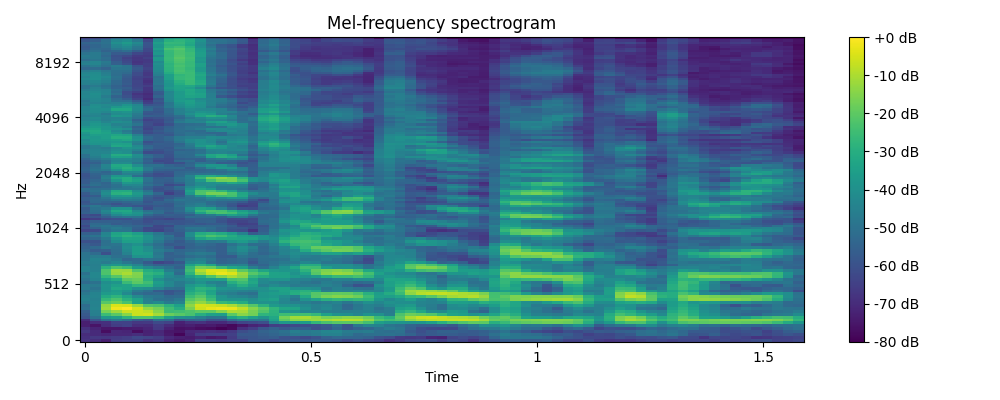 Mel-frequency spectrogram
8192
4096
2048
1024
512
0
Hz
0
0.5
1
1.5
Time
+0 dB
-10 dB
-20 dB
-30 dB
-40 dB
-50 dB
-60 dB
-70 dB
-80 dB